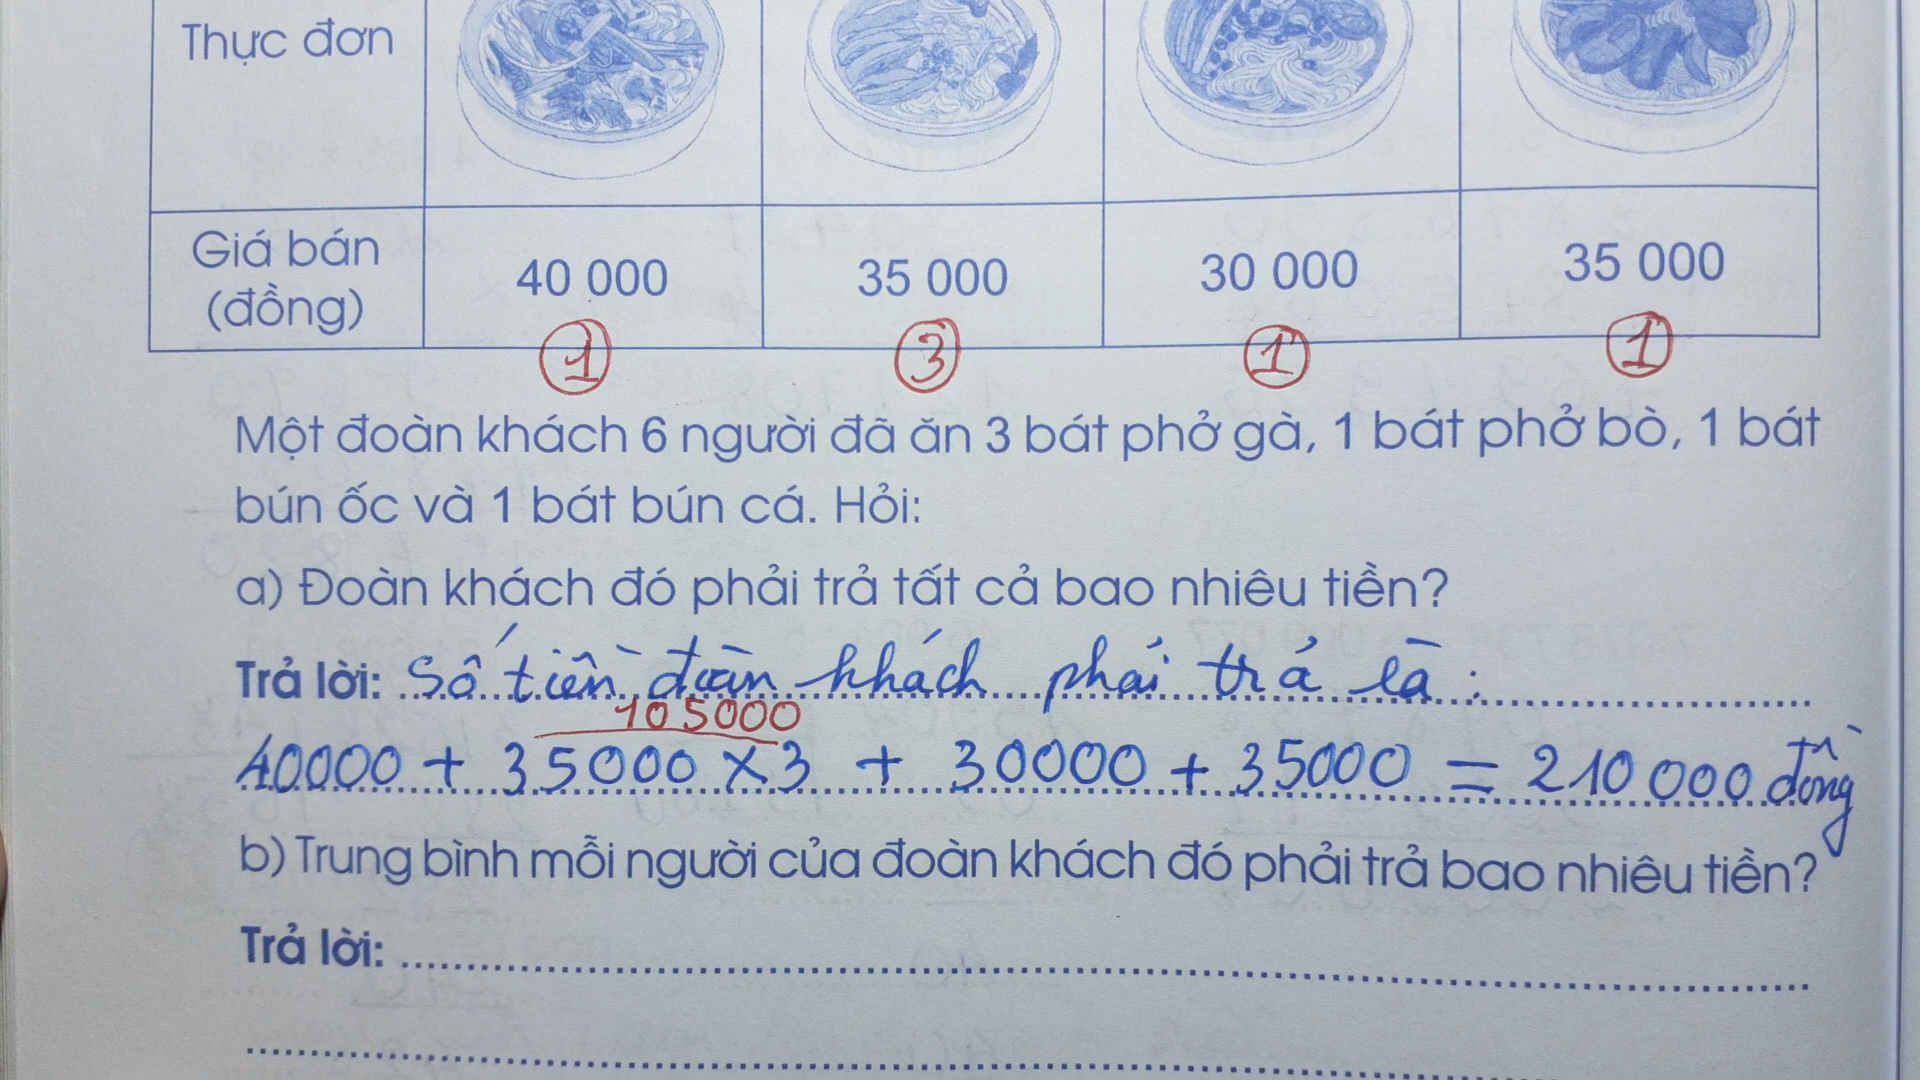 Thực đơn
Giá bán (đồng) 40 000 35 000 30 000 35 000
1 3 1 1
Một đoàn khách 6 người đã ăn 3 bát phở gà, 1 bát phở bò, 1 bát
bún ốc và 1 bát bún cá. Hỏi:
a) Đoàn khách đó phải trả tất cả bao nhiêu tiền?
Trả lời: Số tiền đoàn khách phải trả là :
105000
40000 + 35000 x 3 + 30000 + 35000 = 210 000 đồng
b) Trung bình mỗi người của đoàn khách đó phải trả bao nhiêu tiền?
Trả lời: